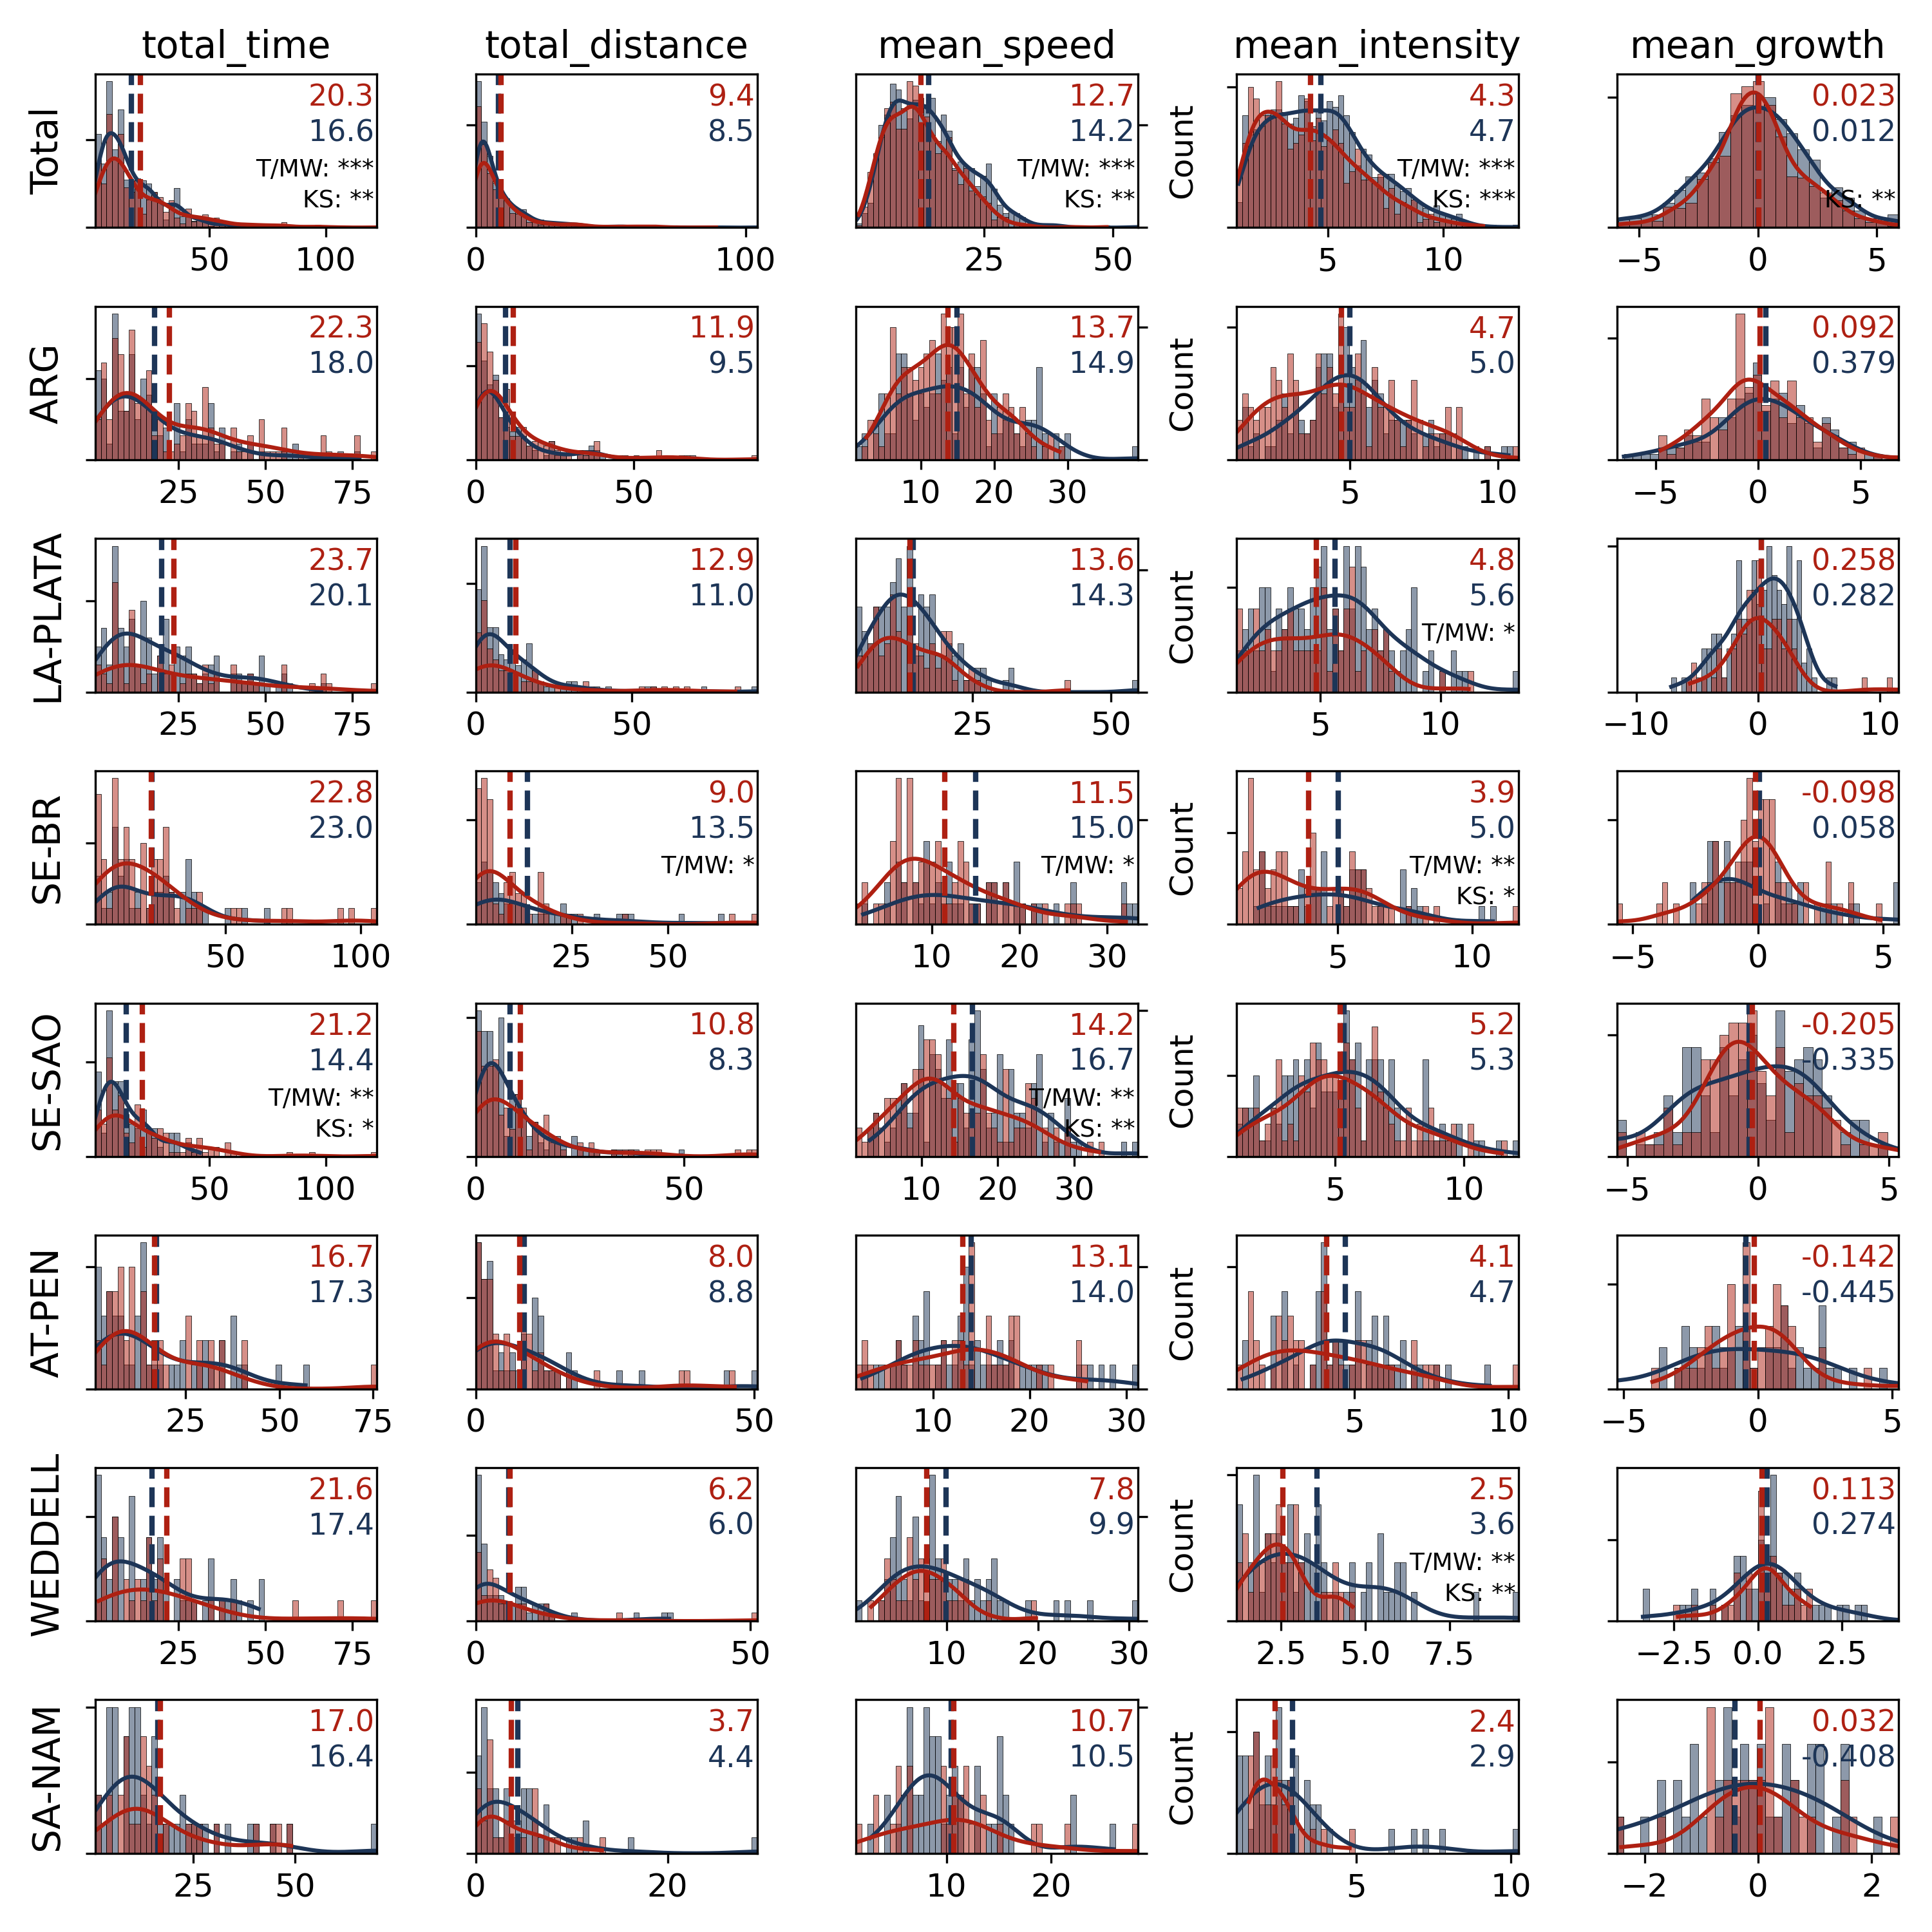 total_time total_distance mean_speed mean_intensity mean_growth
Total
20.3
16.6
T/MW: ***
KS: **
50 100
9.4
8.5
0 100
12.7
14.2
T/MW: ***
KS: **
25
Count
4.3
4.7
T/MW: ***
KS: ***
5 10
0.023
0.012
KS: **
−5 0 5
ARG
22.3
18.0
25 50 75
11.9
9.5
0 50
13.7
14.9
10 20 30
Count
4.7
5.0
5 10
0.092
0.379
−5 0 5
LA-PLATA
23.7
20.1
25 50 75
12.9
11.0
0 50
13.6
14.3
25 50
Count
4.8
5.6
T/MW: *
5 10
0.258
0.282
−10 0 10
SE-BR
22.8
23.0
50 100
9.0
13.5
T/MW: *
25 50
11.5
15.0
T/MW: *
10 20 30
Count
3.9
5.0
T/MW: **
KS: *
5 10
-0.098
0.058
−5 0 5
SE-SAO
21.2
14.4
T/MW: **
KS: *
50 100
10.8
8.3
0 50
14.2
16.7
T/MW: **
KS: **
10 20 30
Count
5.2
5.3
5 10
-0.205
-0.335
−5 0 5
AT-PEN
16.7
17.3
25 50 75
8.0
8.8
0 50
13.1
14.0
10 20 30
Count
4.1
4.7
5 10
-0.142
-0.445
−5 0 5
WEDDELL
21.6
17.4
25 50 75
6.2
6.0
0 50
7.8
9.9
10 20 30
Count
2.5
3.6
T/MW: **
KS: **
2.5 5.0 7.5
0.113
0.274
−2.5 0.0 2.5
SA-NAM
17.0
16.4
25 50
3.7
4.4
0 20
10.7
10.5
10 20
Count
2.4
2.9
5 10
0.032
-0.408
−2 0 2